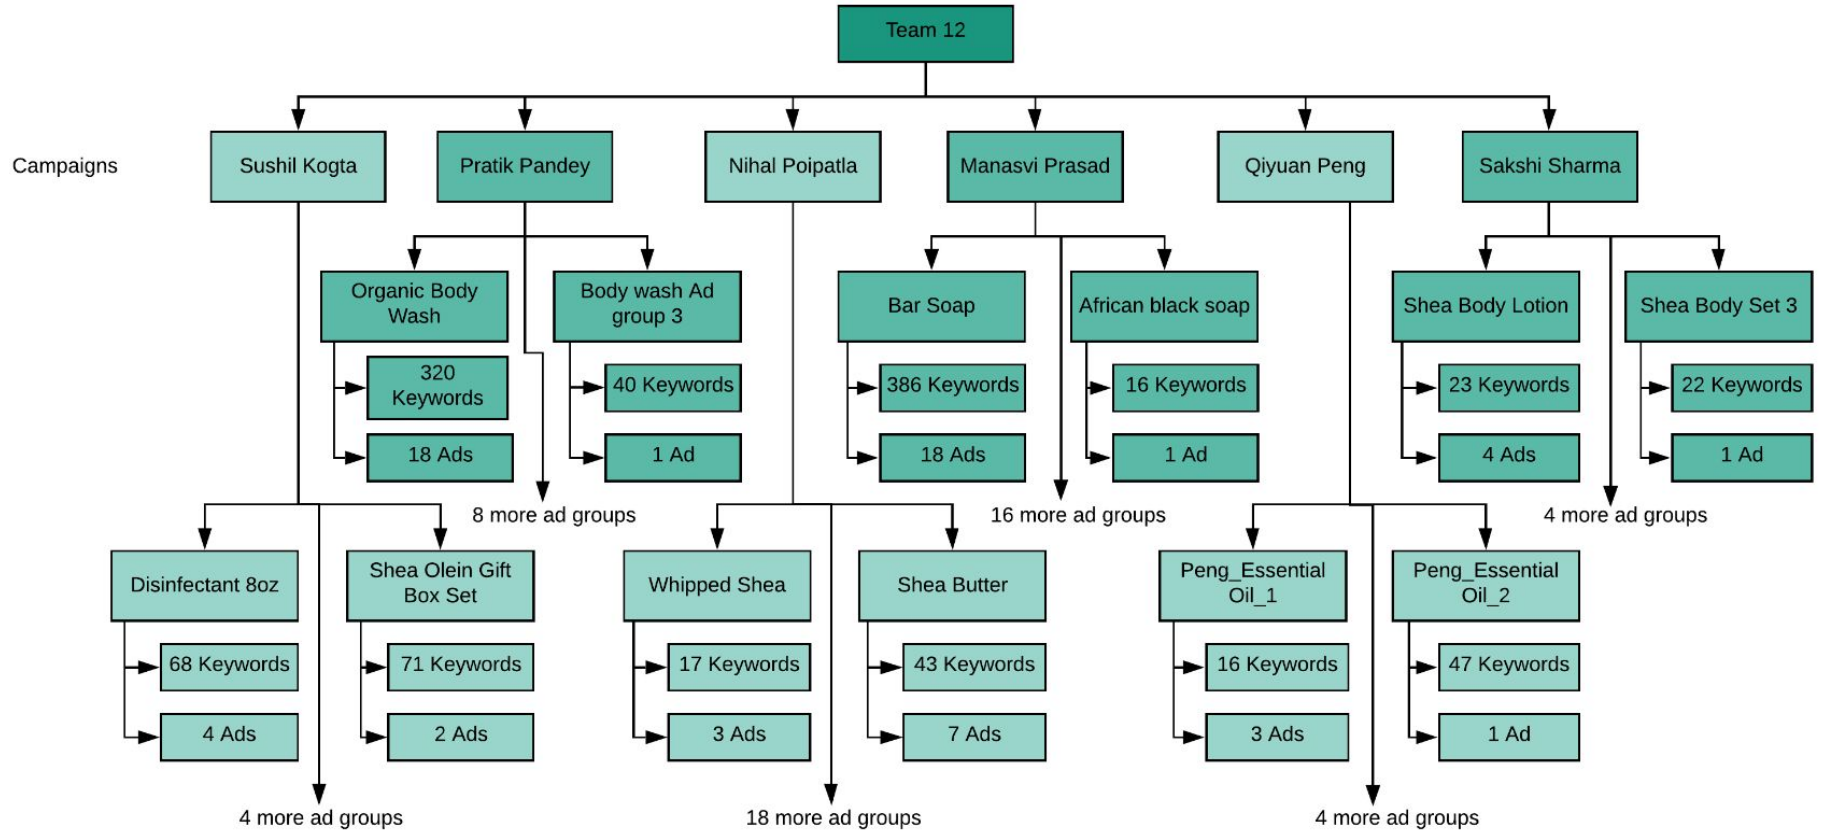 Team 12
Campaigns
Sushil Kogta
Pratik Pandey
Nihal Poipatla
Manasvi Prasad
Qiyuan Peng
Sakshi Sharma
Organic Body
Wash
Body wash Ad
group 3
Bar Soap
African black soap
Shea Body Lotion
Shea Body Set 3
320
Keywords
40 Keywords
386 Keywords
16 Keywords
23 Keywords
22 Keywords
18 Ads
1 Ad
18 Ads
1 Ad
4 Ads
1 Ad
8 more ad groups
16 more ad groups
4 more ad groups
Disinfectant 8oz
Shea Olein Gift
Box Set
Whipped Shea
Shea Butter
Peng_Essential
Oil_1
Peng_Essential
Oil_2
68 Keywords
71 Keywords
17 Keywords
43 Keywords
16 Keywords
47 Keywords
4 Ads
2 Ads
3 Ads
7 Ads
3 Ads
1 Ad
4 more ad groups
18 more ad groups
4 more ad groups